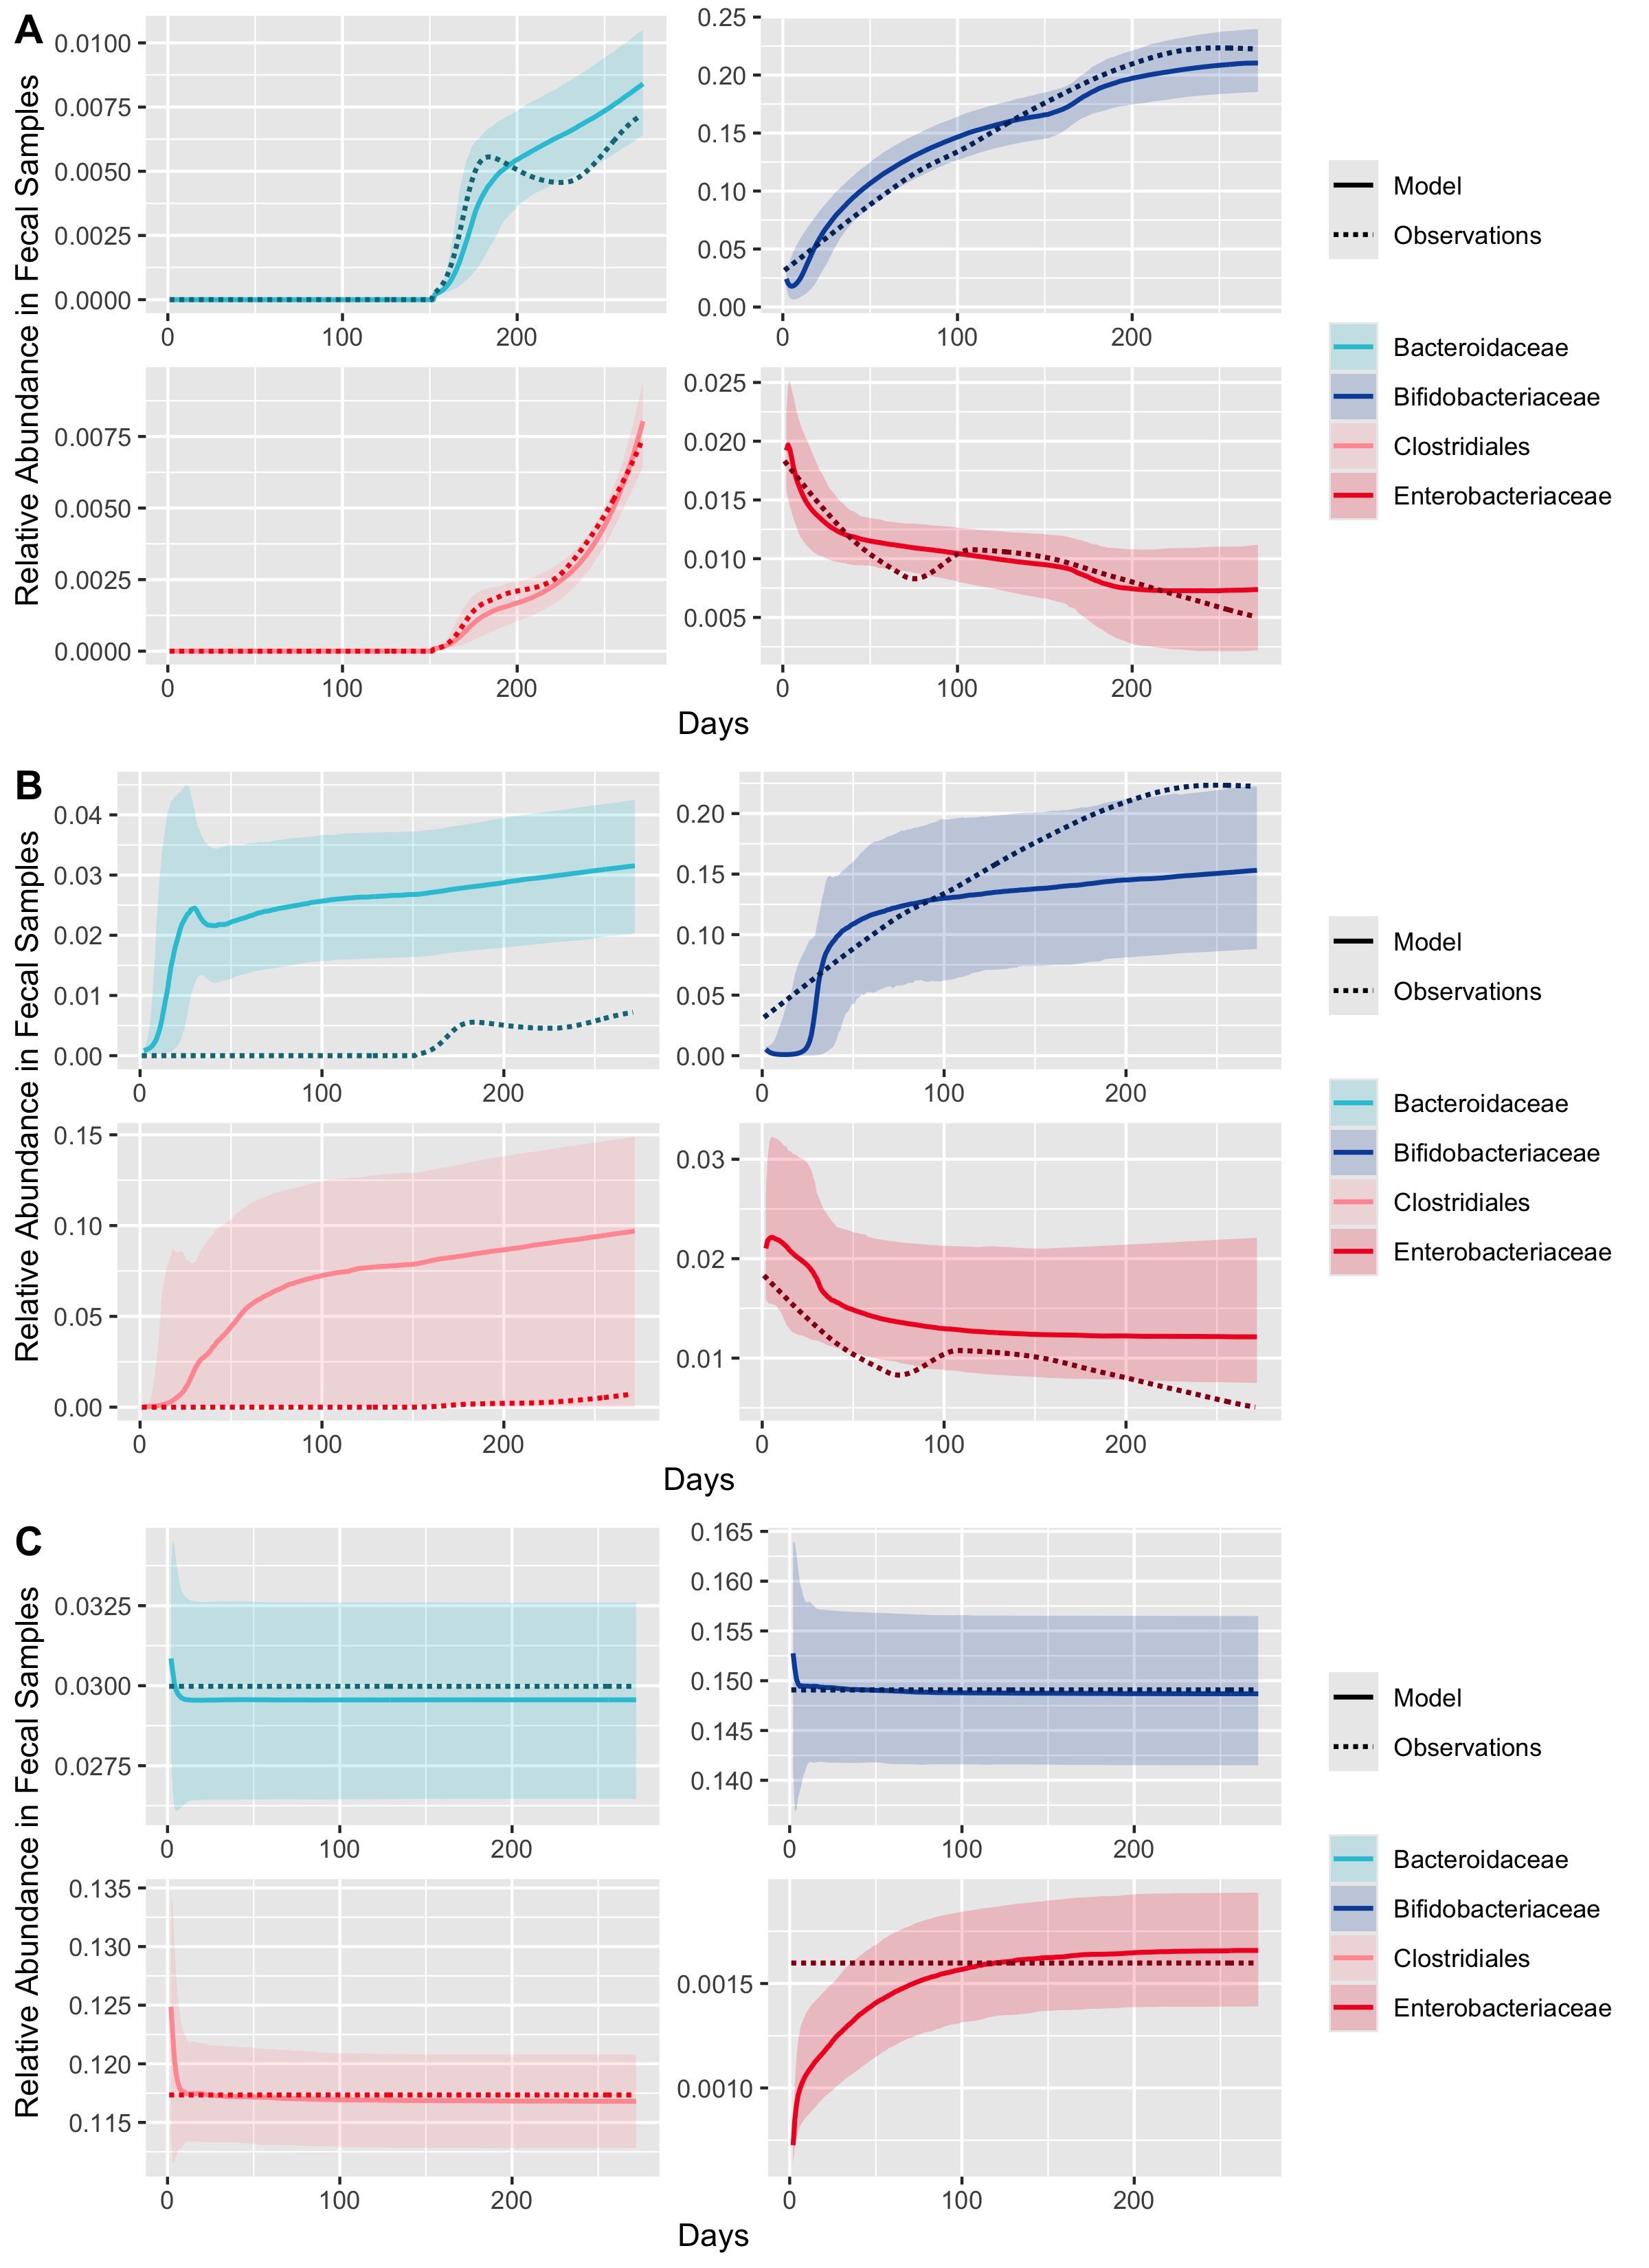 A
Relative Abundance in Fecal Samples
0.0100
0.0075
0.0050
0.0025
0.0000
0 100 200
0.25
0.20
0.15
0.10
0.05
0.00
0 100 200
0.0075
0.0050
0.0025
0.0000
0 100 200
0.025
0.020
0.015
0.010
0.005
0 100 200
Days
Model
Observations
Bacteroidaceae
Bifidobacteriaceae
Clostridiales
Enterobacteriaceae
B
Relative Abundance in Fecal Samples
0.04
0.03
0.02
0.01
0.00
0 100 200
0.20
0.15
0.10
0.05
0.00
0 100 200
0.15
0.10
0.05
0.00
0 100 200
0.03
0.02
0.01
0 100 200
Days
Model
Observations
Bacteroidaceae
Bifidobacteriaceae
Clostridiales
Enterobacteriaceae
C
Relative Abundance in Fecal Samples
0.0325
0.0300
0.0275
0 100 200
0.165
0.160
0.155
0.150
0.145
0.140
0 100 200
0.135
0.130
0.125
0.120
0.115
0 100 200
0.0015
0.0010
0 100 200
Days
Model
Observations
Bacteroidaceae
Bifidobacteriaceae
Clostridiales
Enterobacteriaceae